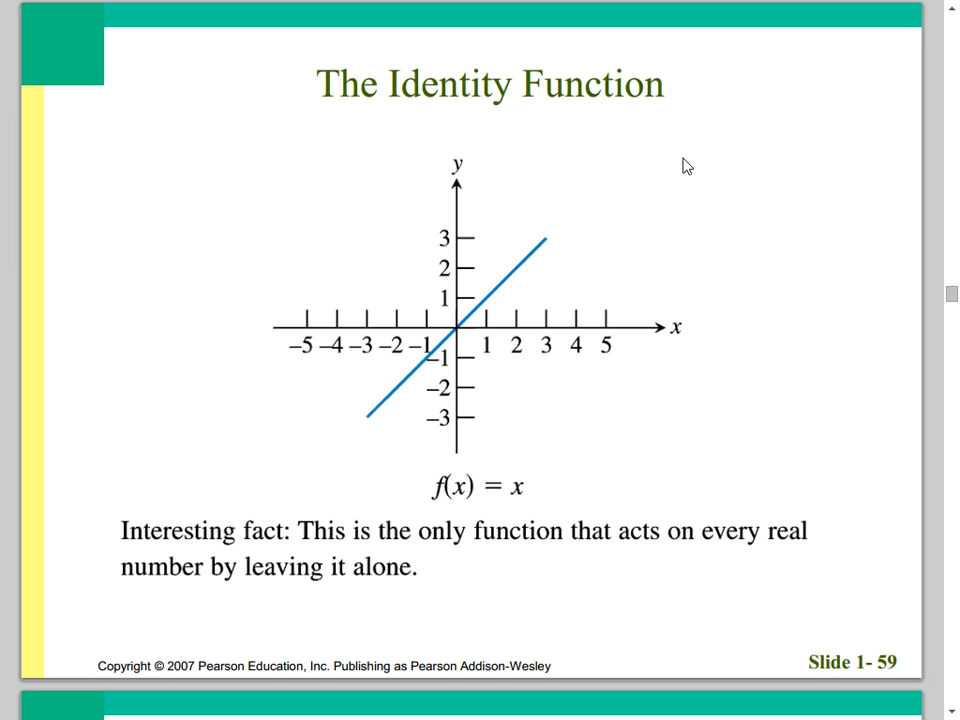 The Identity Function
y
3
2
1
x
–5 –4 –3 –2 –1 1 2 3 4 5
–1
–2
–3
f(x) = x
Interesting fact: This is the only function that acts on every real
number by leaving it alone.
Copyright © 2007 Pearson Education, Inc. Publishing as Pearson Addison-Wesley
Slide 1- 59